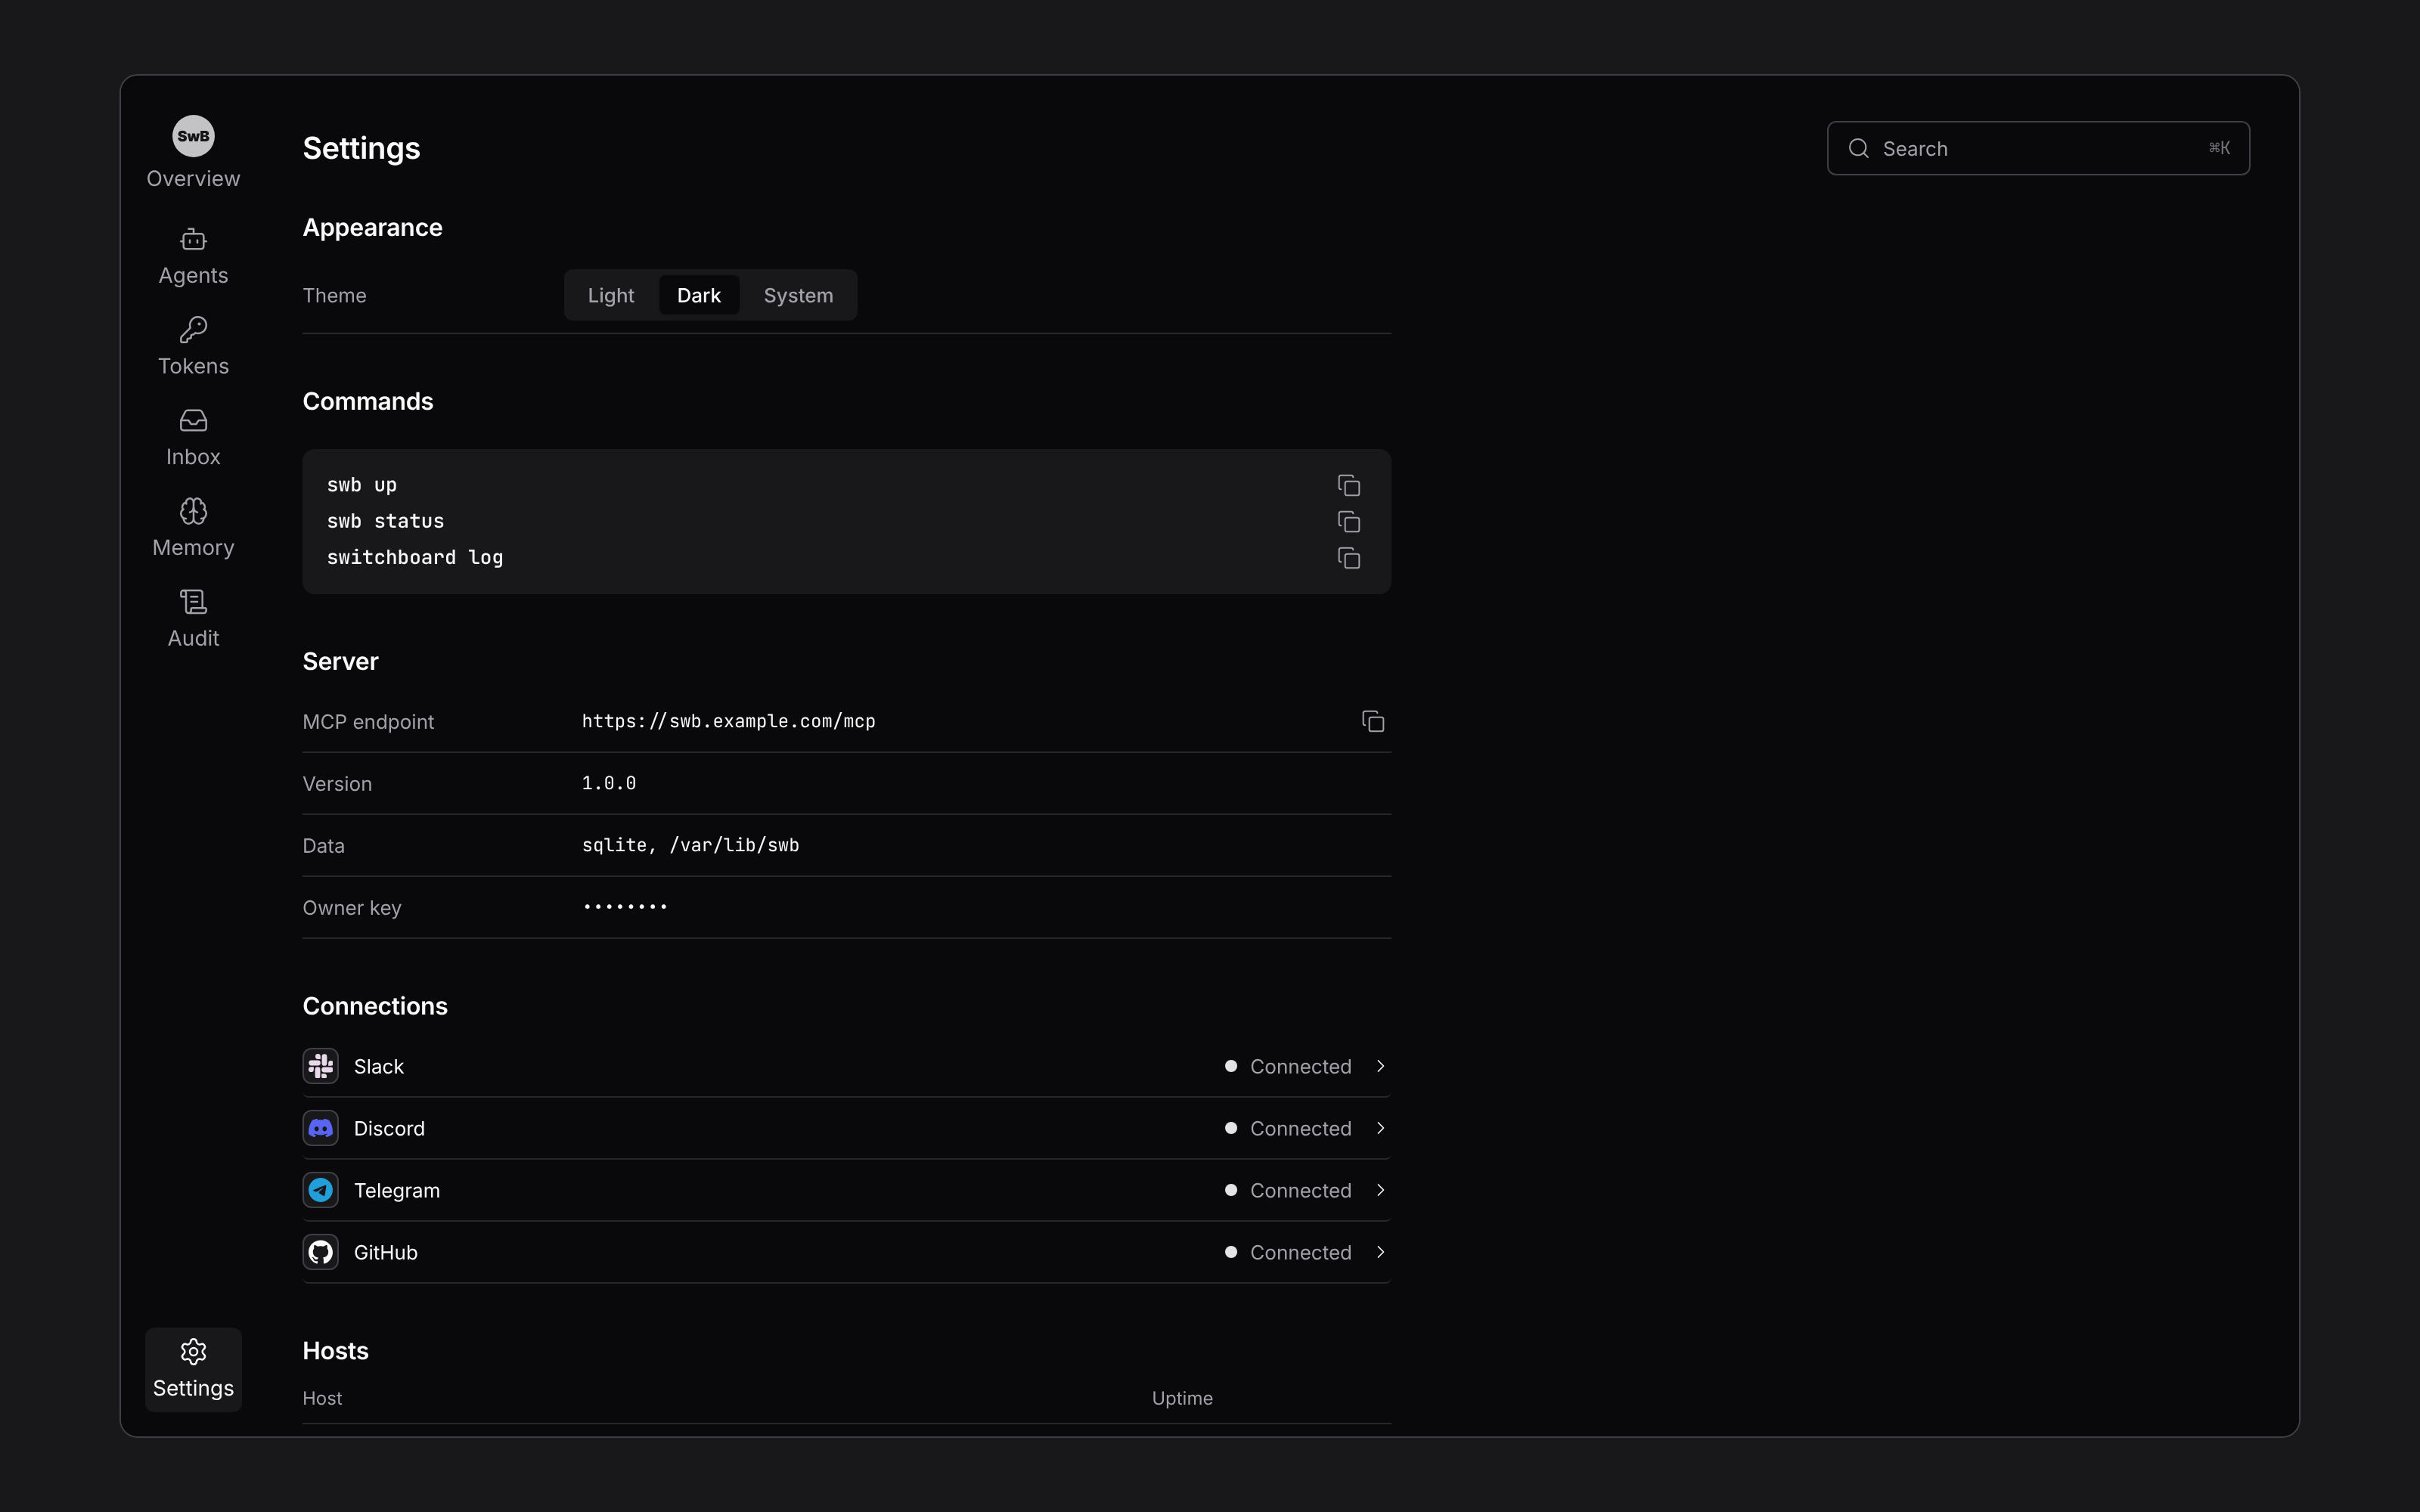 SwB
Overview
Agents
Tokens
Inbox
Memory
Audit
Settings
Settings
Search ⌘K
Appearance
Theme Light Dark System
Commands
swb up
swb status
switchboard log
Server
MCP endpoint https://swb.example.com/mcp
Version 1.0.0
Data sqlite, /var/lib/swb
Owner key ••••••••
Connections
Slack Connected
Discord Connected
Telegram Connected
GitHub Connected
Hosts
Host Uptime